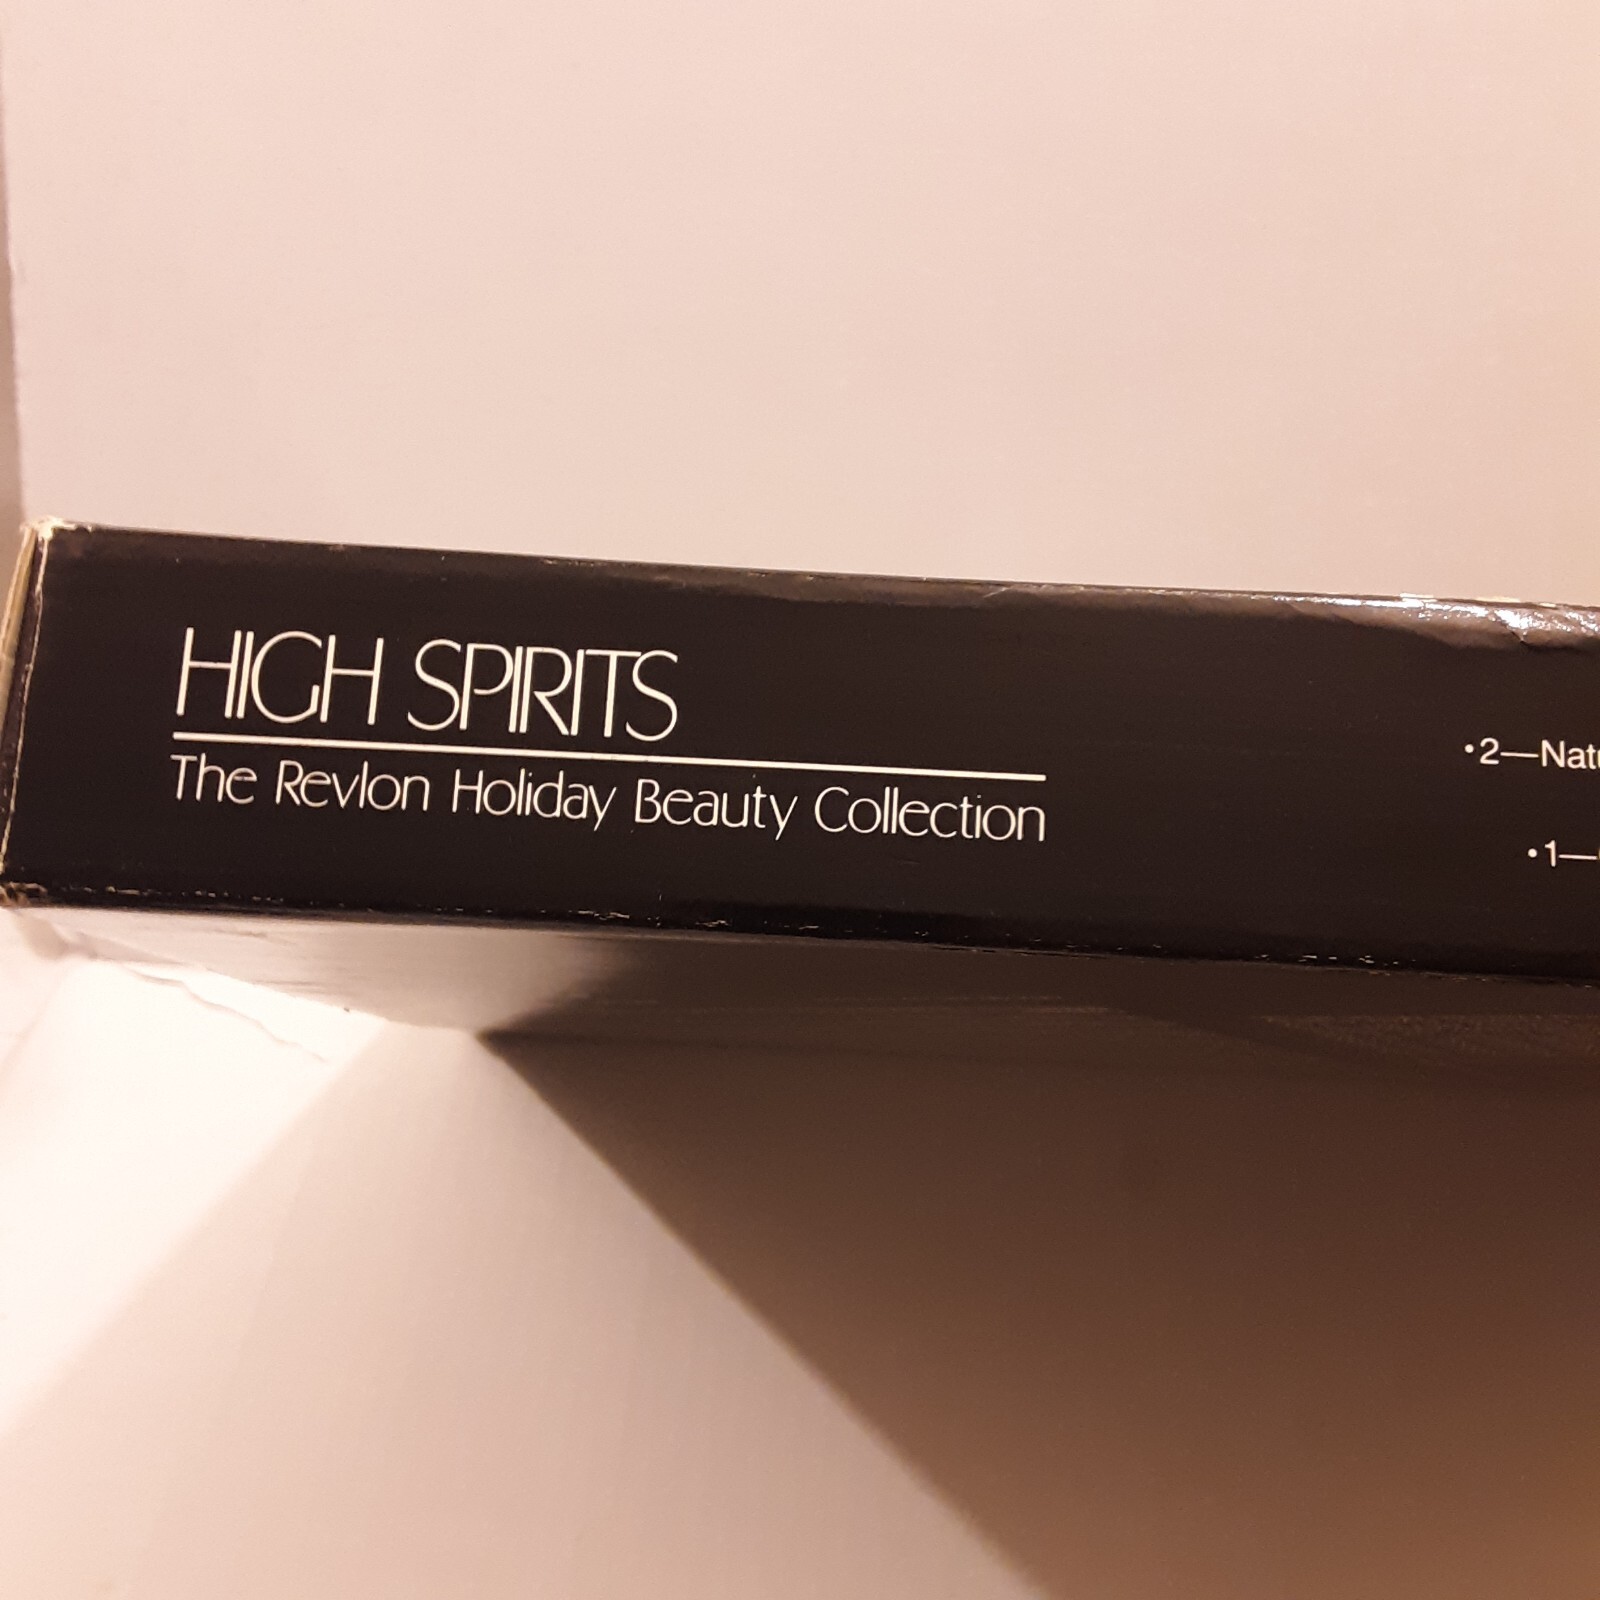 HIGH SPIRITS
The Revlon Holiday Beauty Collection
•2—
•1—